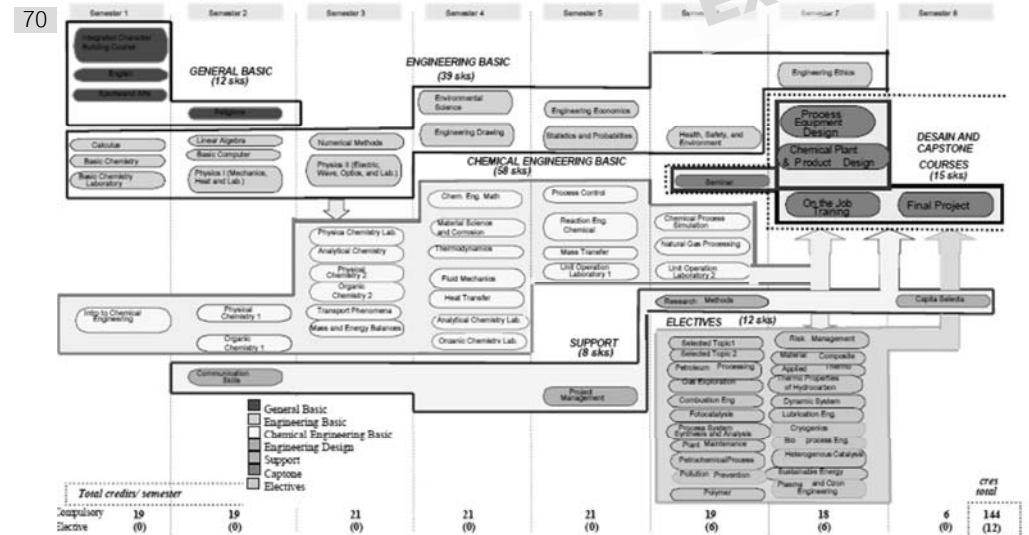 70
Semester 1
Semester 2
Semester 3
Semester 4
Semester 5
Semester 7
Semester 8
Integrated Character
Building Course
English
Sports and Arts
GENERAL BASIC
(12 sks)
Religions
ENGINEERING BASIC
(39 sks)
Environmental
Science
Engineering Drawing
Engineering Economics
Statistics and Probabilities
Health, Safety, and
Environment
Engineering Ethics
Calculus
Basic Chemistry
Basic Chemistry
Laboratory
Linear Algebra
Basic Computer
Physics I (Mechanics,
Heat and Lab.)
Numerical Methods
Physics II (Electric,
Wave, Optics, and Lab.)
Process
Equipment
Design
Chemical Plant
& Product Design
DESAIN AND
CAPSTONE
COURSES
(15 sks)
Seminar
On the Job
Training
Final Project
CHEMICAL ENGINEERING BASIC
(58 sks)
Physics Chemistry Lab.
Analytical Chemistry
Physical
Chemistry 2
Organic
Chemistry 2
Transport Phenomena
Mass and Energy Balances
Chem. Eng. Math
Material Science
and Corrosion
Thermodynamics
Fluid Mechanics
Heat Transfer
Analytical Chemistry Lab.
Organic Chemistry Lab.
Process Control
Reaction Eng.
Chemical
Mass Transfer
Unit Operation
Laboratory 1
Chemical Process
Simulation
Natural Gas Processing
Unit Operation
Laboratory 2
Intro to Chemical
Engineering
Physical
Chemistry 1
Organic
Chemistry 1
Research Methods
Capita Selecta
SUPPORT
(8 sks)
Communication
Skills
Project
Management
ELECTIVES (12 sks)
Selected Topic1
Selected Topic 2
Petroleum Processing
Gas Exploration
Combustion Eng
Fotocatalysis
Process System
Synthesis and Analysis
Plant Maintenance
PetrochemicalProcess
Pollution Prevention
Polymer
Risk Management
Material Composite
Applied Thermo
Thermo Properties
of Hydrocarbon
Dynamic System
Lubrication Eng.
Cryogenics
Bio process Eng.
Heterogenous Catalysis
Sustainable Energy
Plasma and Ozon
Engineering
General Basic
Engineering Basic
Chemical Engineering Basic
Engineering Design
Support
Captone
Electives
Total credits/ semester
cres
total
ompulsory 19 19 21 21 21 19 18 6 144
lective (0) (0) (0) (0) (0) (6) (6) (0) (12)